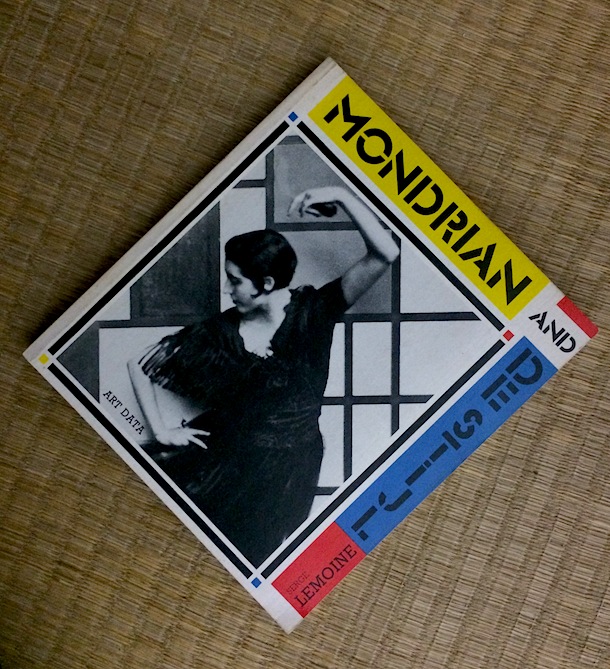 MONDRIAN
AND
DE STIJL
ART DATA
SERGE
LEMOINE